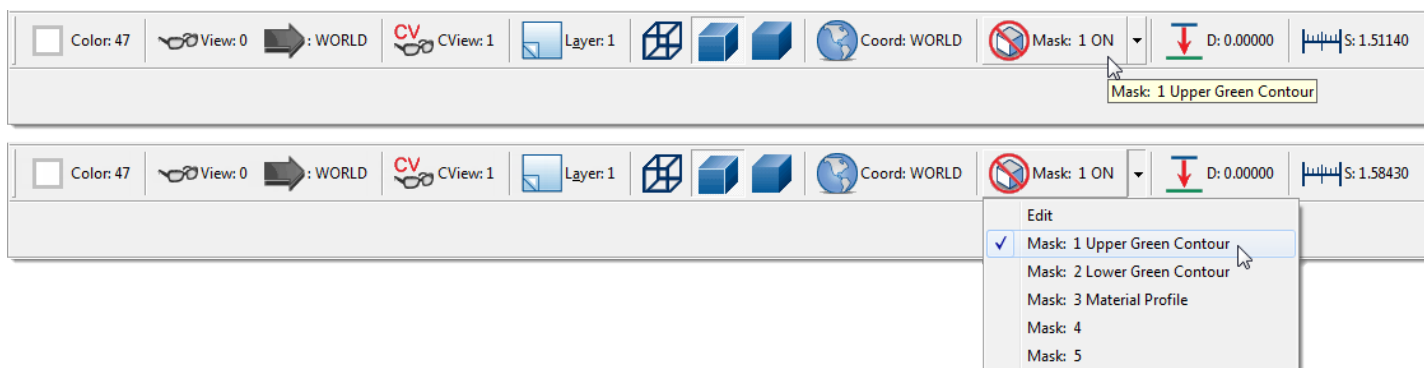 Color: 47 View: 0 : WORLD CV CView: 1 Layer: 1 Coord: WORLD Mask: 1 ON D: 0.00000 S: 1.51140
Mask: 1 Upper Green Contour
Color: 47 View: 0 : WORLD CV CView: 1 Layer: 1 Coord: WORLD Mask: 1 ON D: 0.00000 S: 1.58430
Edit
Mask: 1 Upper Green Contour
Mask: 2 Lower Green Contour
Mask: 3 Material Profile
Mask: 4
Mask: 5